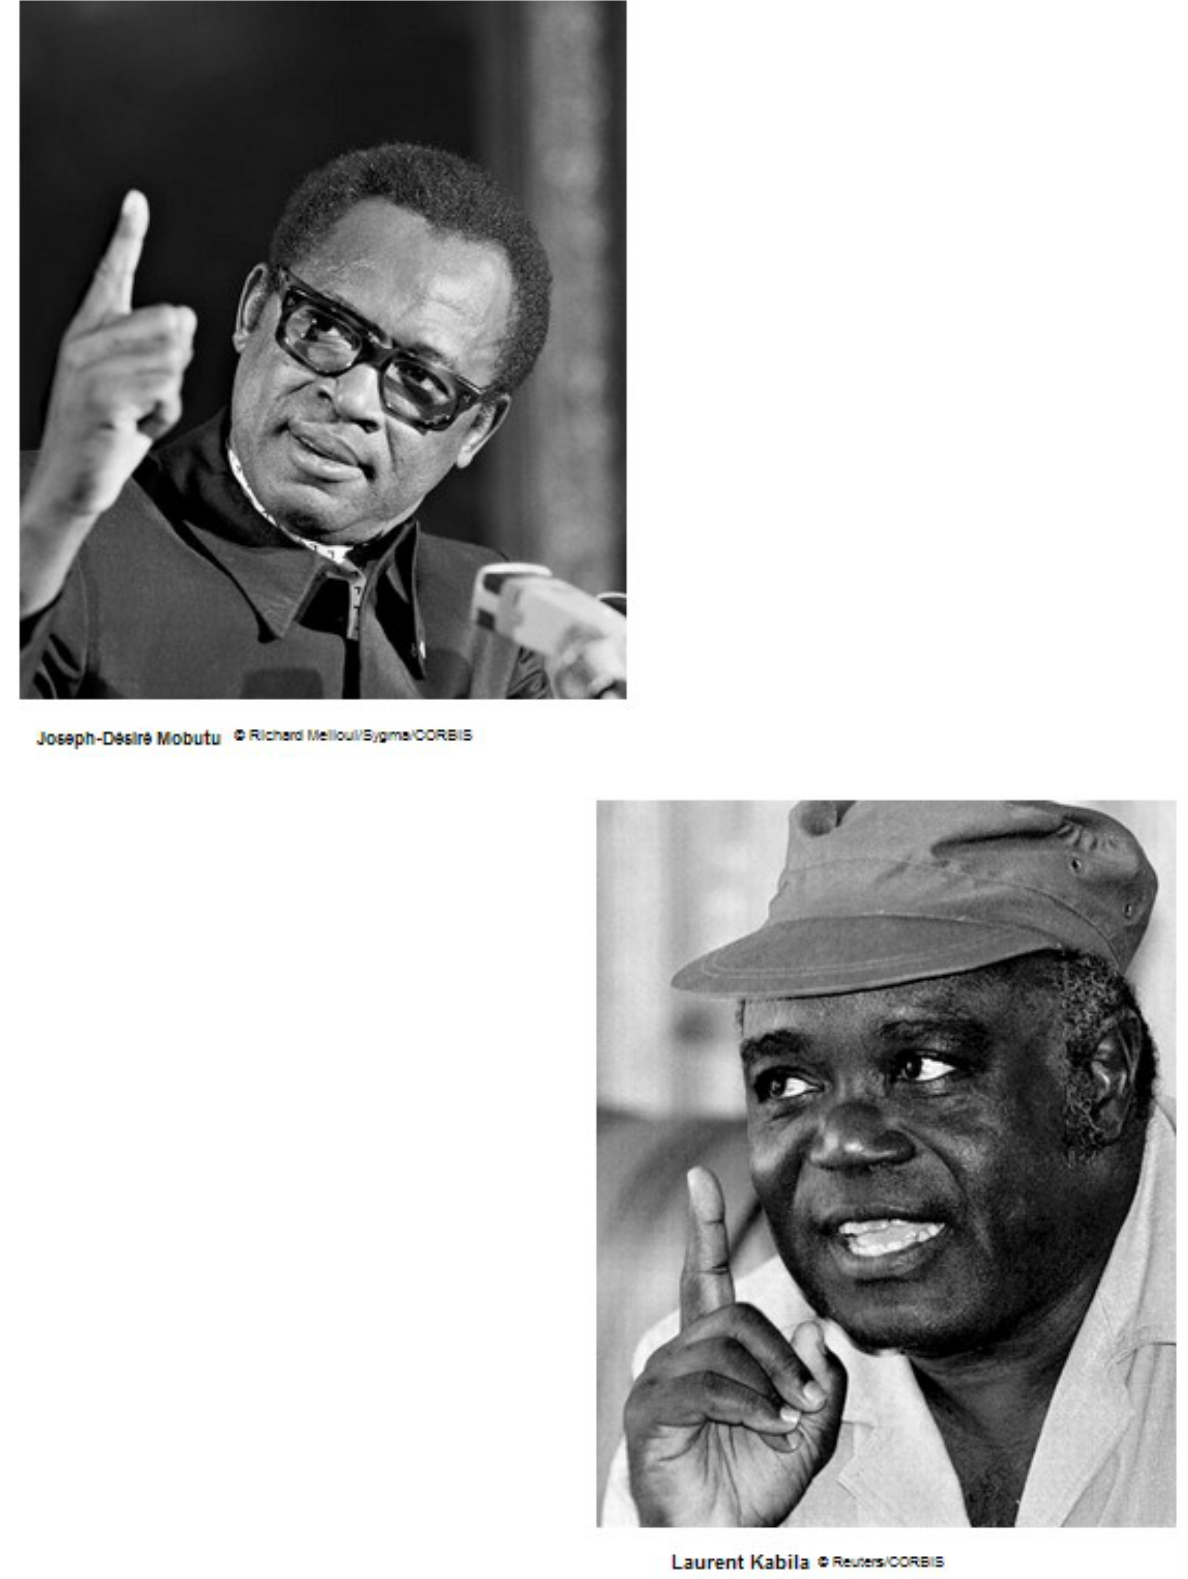 Joseph-Désiré Mobutu © Richard Melloul/Sygma/CORBIS
Laurent Kabila © Reuters/CORBIS